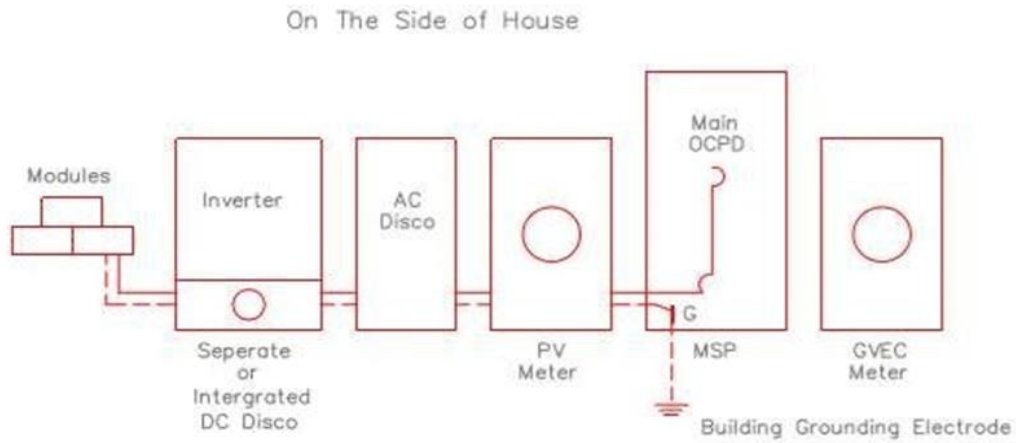 On The Side of House
Modules
Inverter
AC
Disco
Main
OCPD
G
Seperate
or
Intergrated
DC Disco
PV
Meter
MSP
GVEC
Meter
Building Grounding Electrode